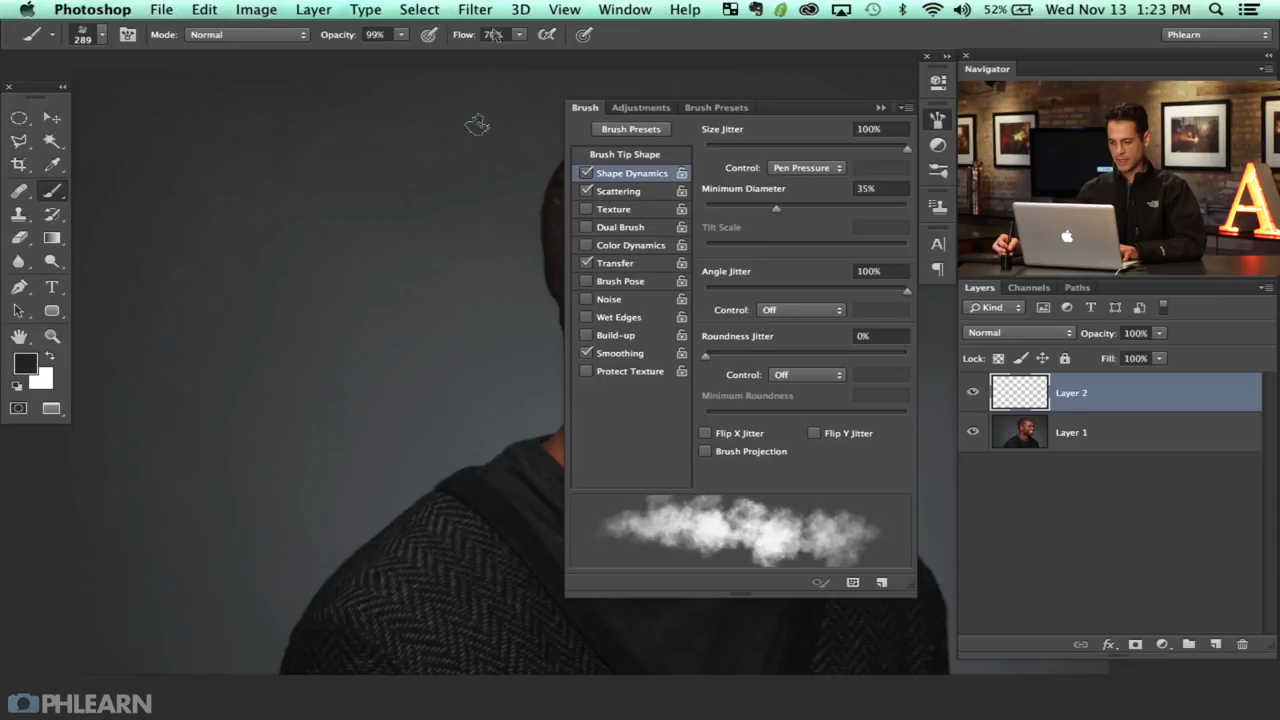 Photoshop File Edit Image Layer Type Select Filter 3D View Window Help 52% Wed Nov 13 1:23 PM
289 Mode: Normal Opacity: 99% Flow: Phlearn
Navigator
Brush Adjustments Brush Presets
Brush Presets Size Jitter 100%
Brush Tip Shape
Shape Dynamics Control: Pen Pressure
Scattering Minimum Diameter 35%
Texture
Dual Brush Tilt Scale
Color Dynamics
Transfer Angle Jitter 100%
Brush Pose
Noise Control: Off
Wet Edges
Build-up Roundness Jitter 0%
Smoothing
Protect Texture Control: Off
Minimum Roundness
Flip X Jitter Flip Y Jitter
Brush Projection
A
Layers Channels Paths
Kind T
Normal Opacity: 100%
Lock: Fill: 100%
Layer 2
Layer 1
fx
PHLEARN